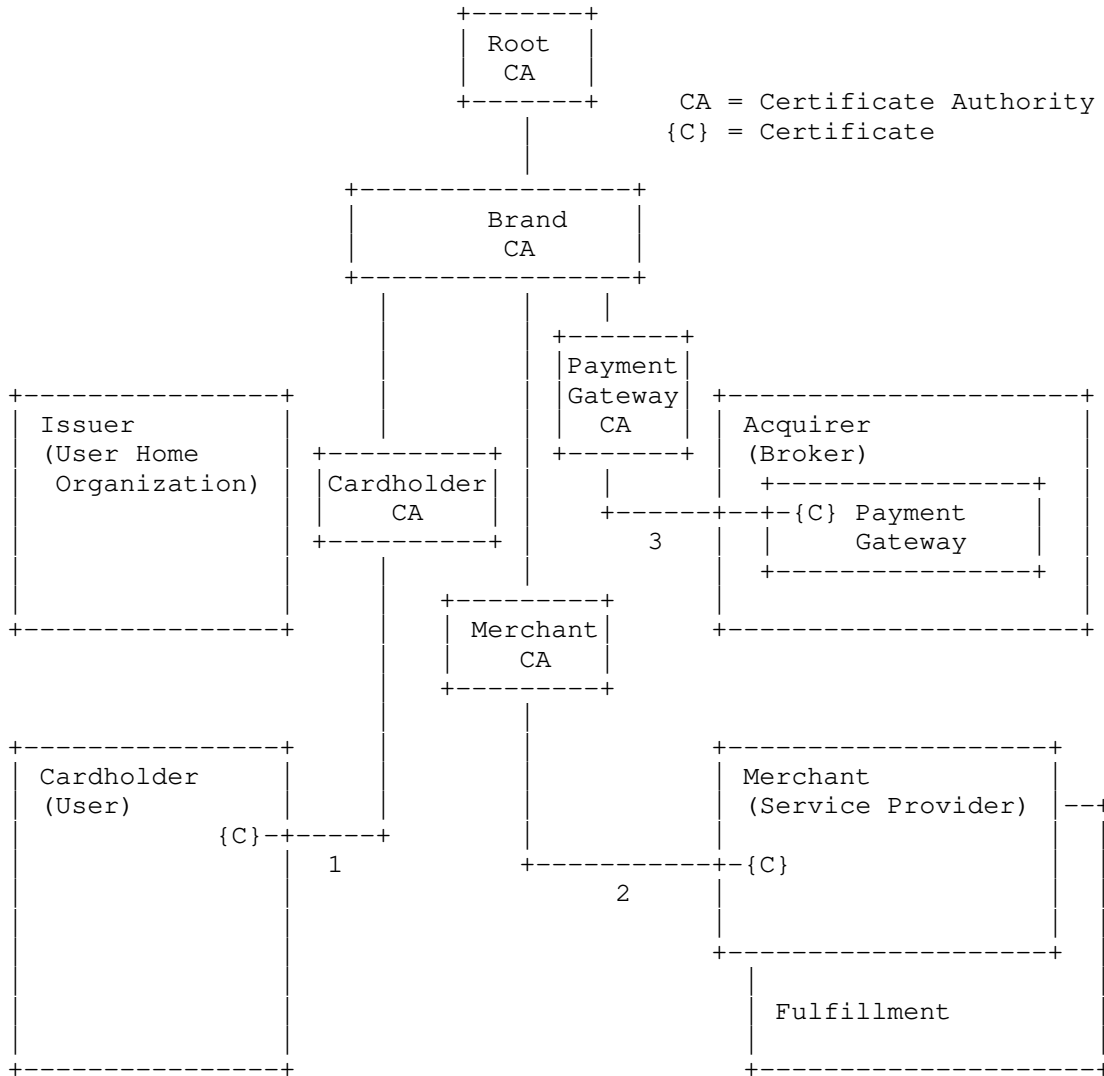 Root
CA
CA = Certificate Authority
{C} = Certificate
Brand
CA
Payment
Gateway
CA
Issuer
(User Home
Organization)
Cardholder
CA
Acquirer
(Broker)
{C} Payment
Gateway
3
Merchant
CA
Cardholder
(User)
{C}
1
Merchant
(Service Provider)
{C}
2
Fulfillment